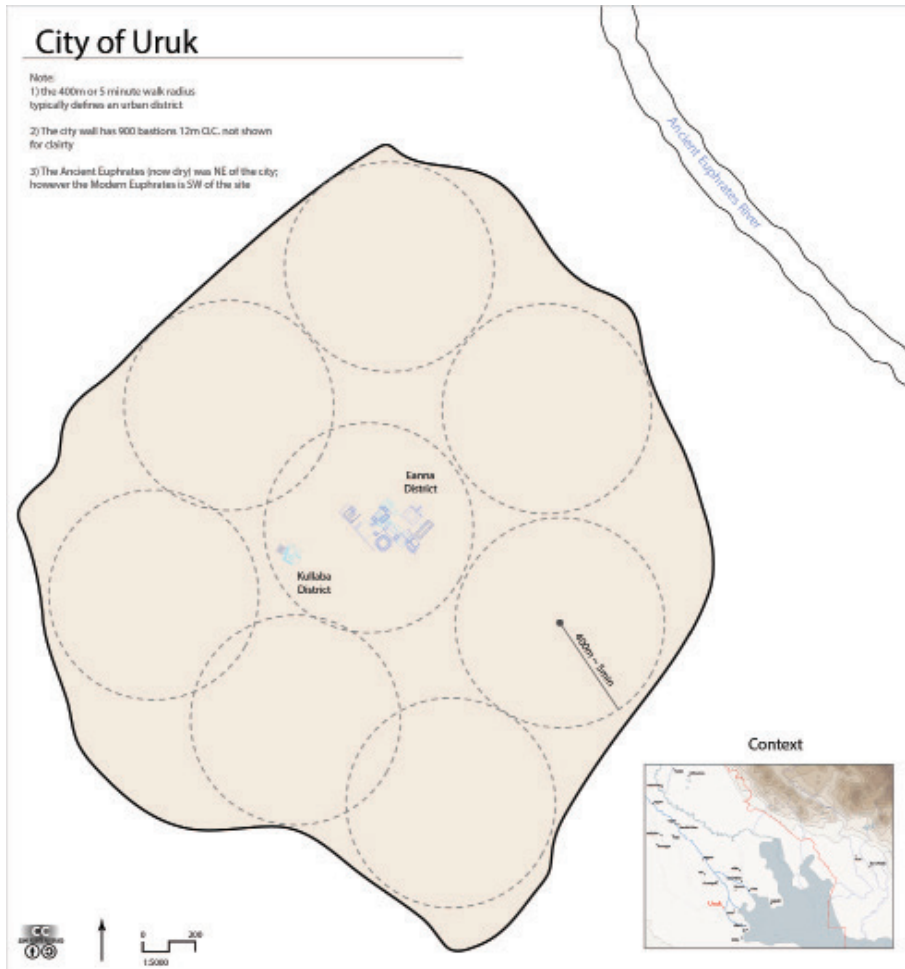 City of Uruk
Note:
1) the 400m or 5 minute walk radius
typically defines an urban district
2) The city wall has 900 bastions 12m O.C. not shown
for clairty
3) The Ancient Euphrates (now dry) was NE of the city;
however the Modern Euphrates is SW of the site
Ancient Euphrates River
Eanna
District
Kullaba
District
400m ~ 5min
Context
Uruk
CC
0 200
1:5000